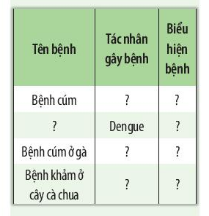 Tên bệnh
Tác nhân gây bệnh
Biểu hiện bệnh
Bệnh cúm ? ?
? Dengue ?
Bệnh cúm ở gà ? ?
Bệnh khảm ở cây cà chua ? ?